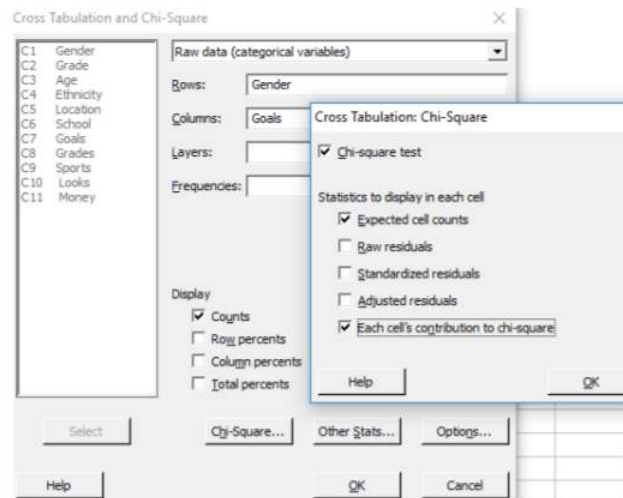 Cross Tabulation and Chi-Square
C1 Gender
C2 Grade
C3 Age
C4 Ethnicity
C5 Location
C6 School
C7 Goals
C8 Grades
C9 Sports
C10 Looks
C11 Money
Raw data (categorical variables)
Rows: Gender
Columns: Goals
Layers:
Frequencies:
Display
Counts
Row percents
Column percents
Total percents
Select
Chi-Square...
Other Stats...
Options...
Help
OK
Cancel
Cross Tabulation: Chi-Square
Chi-square test
Statistics to display in each cell
Expected cell counts
Raw residuals
Standardized residuals
Adjusted residuals
Each cell's contribution to chi-square
Help
OK